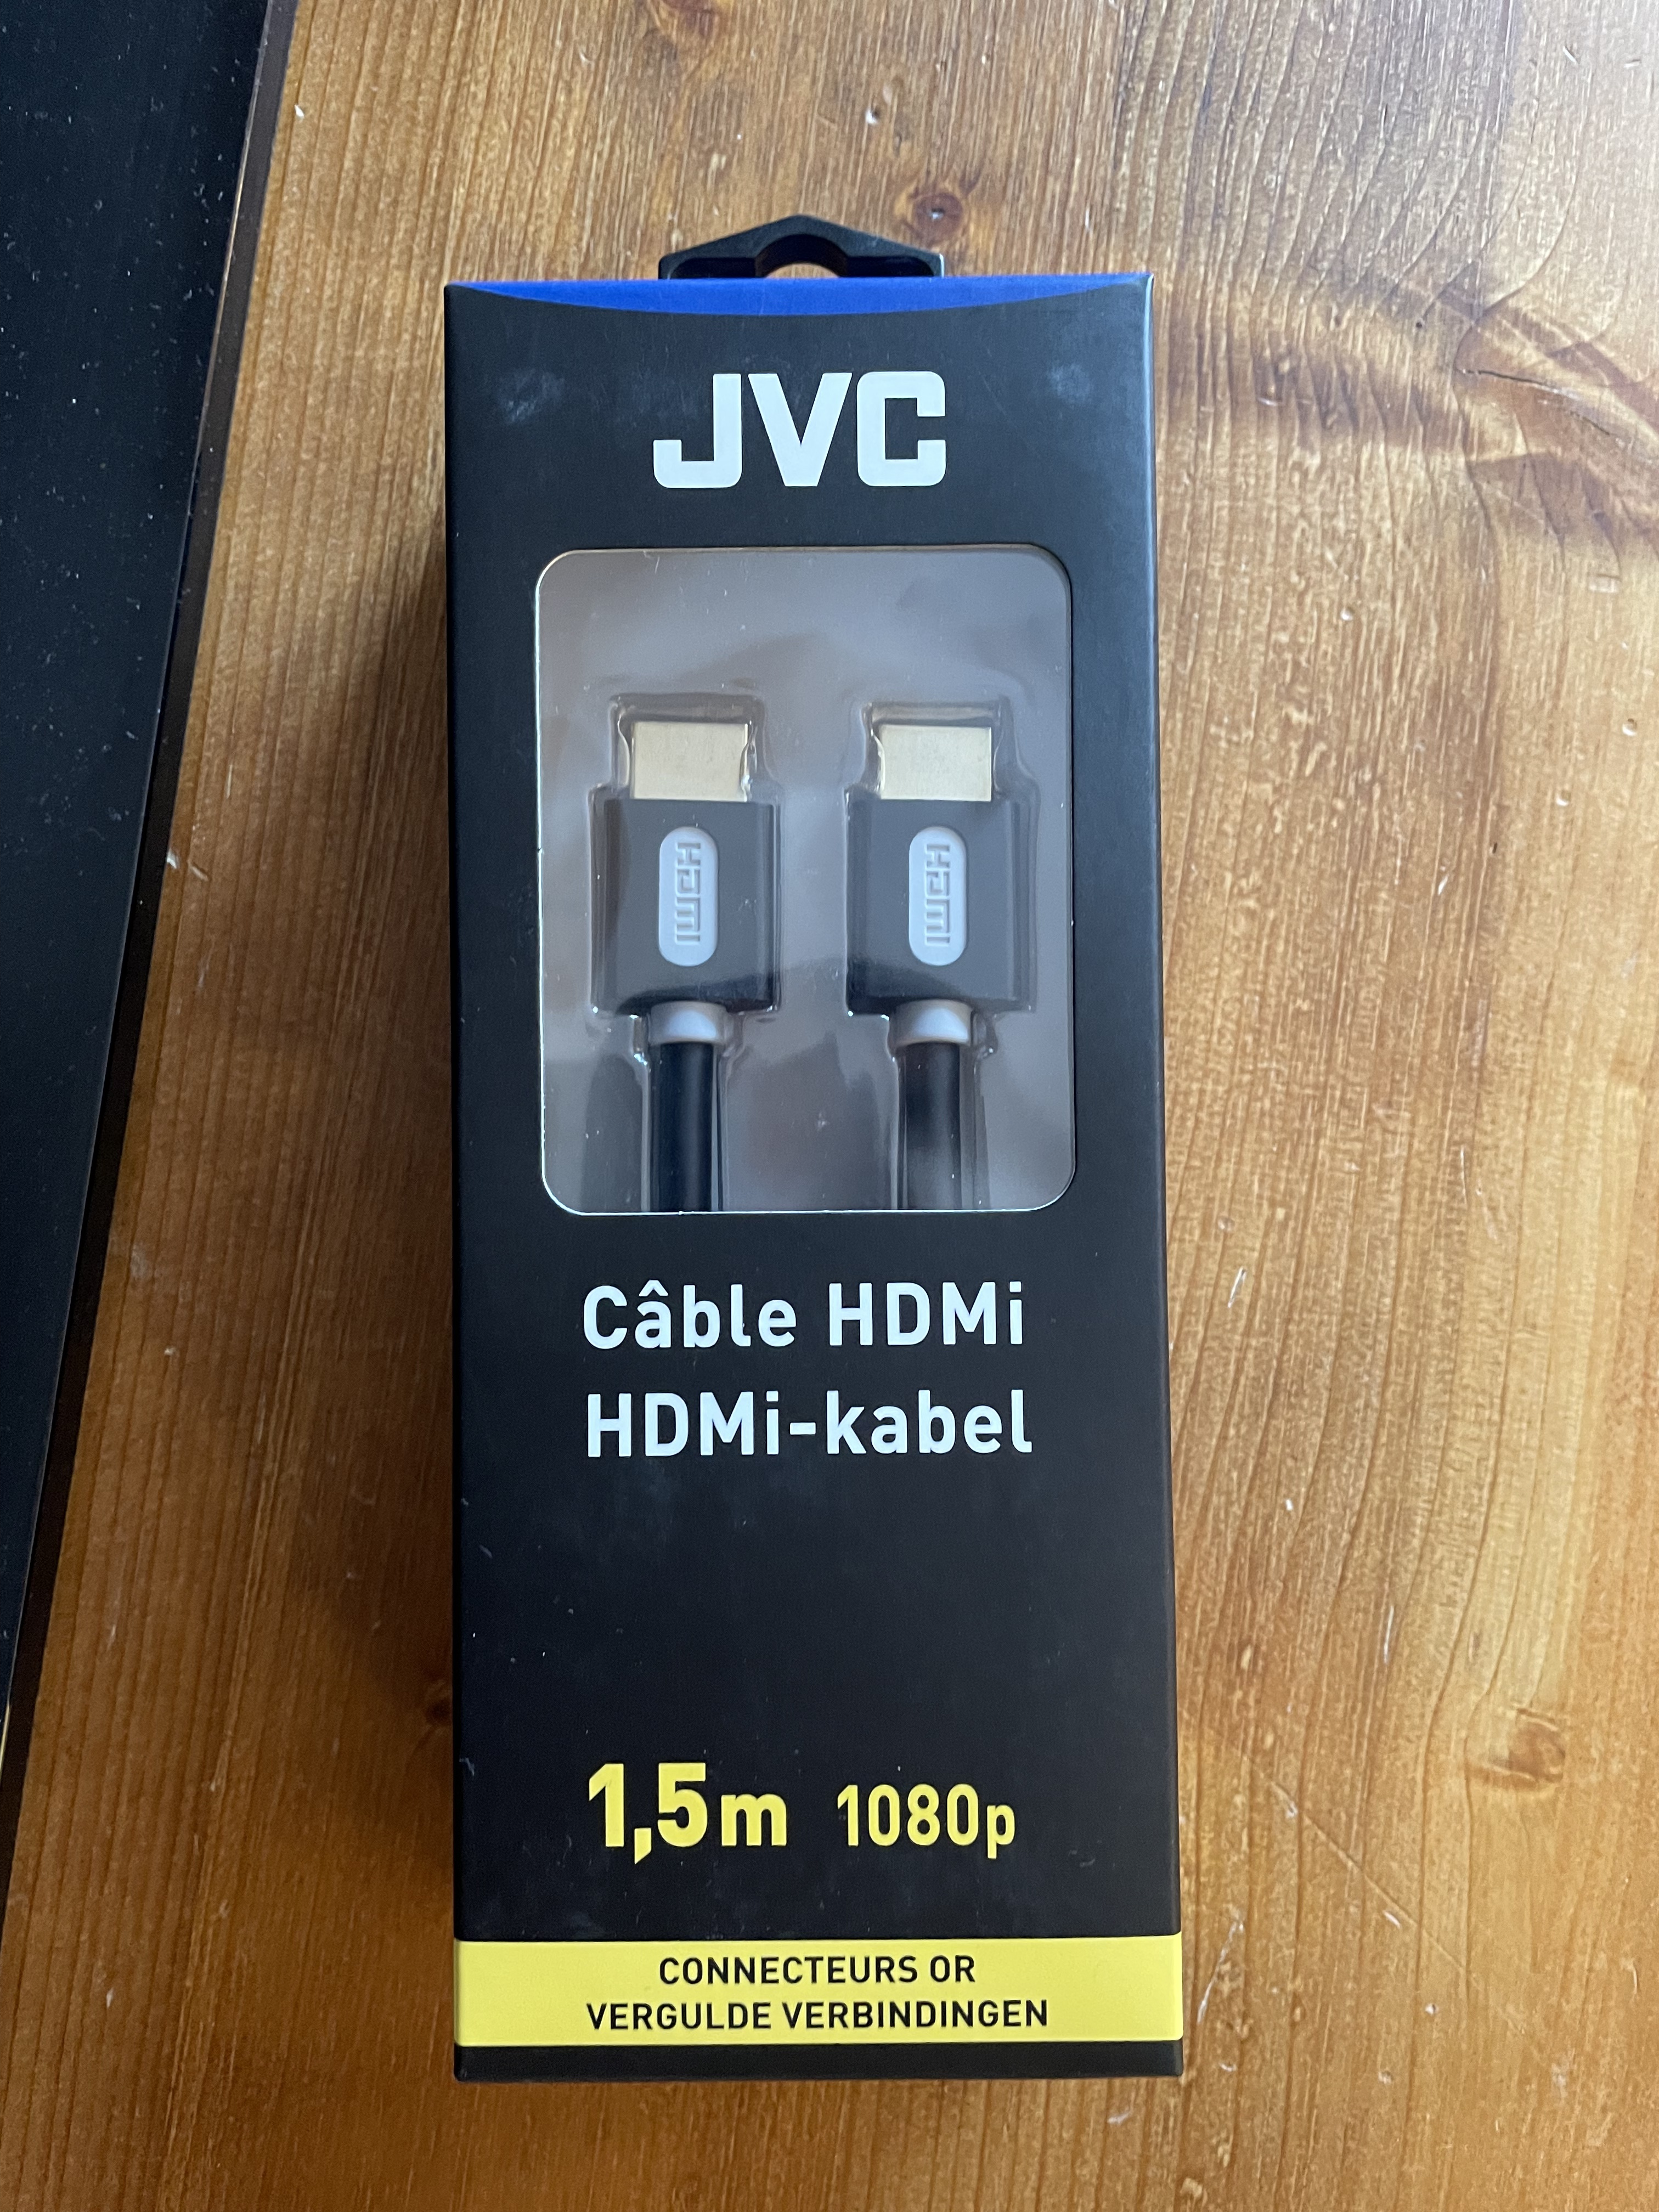 JVC
HDMI HDMI
Câble HDMi
HDMi-kabel
1,5m 1080p
CONNECTEURS OR
VERGULDE VERBINDINGEN